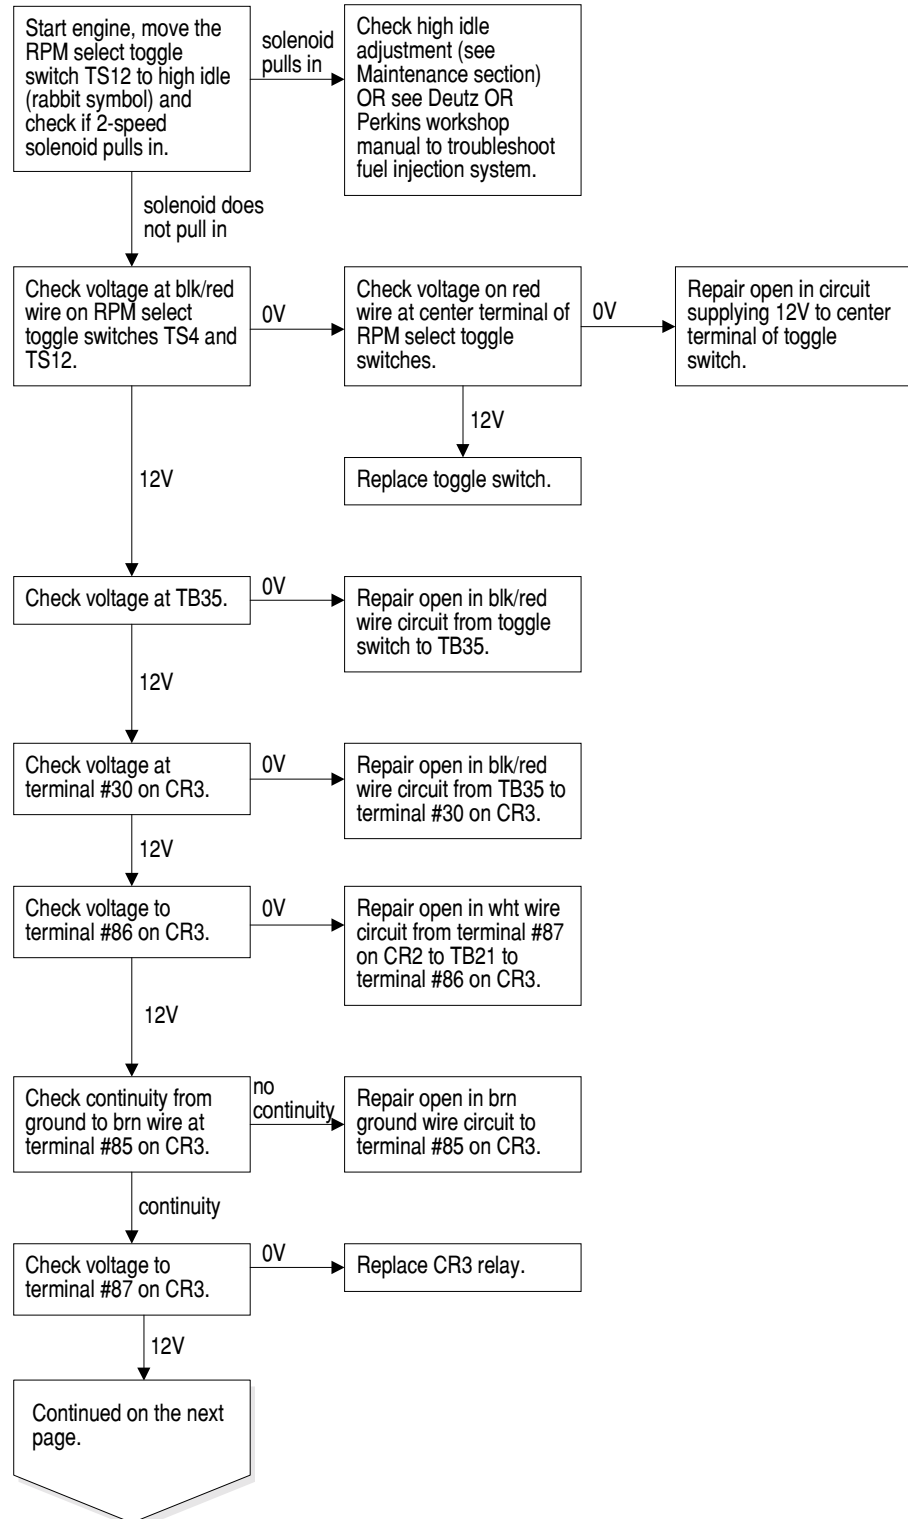 Start engine, move the
RPM select toggle
switch TS12 to high idle
(rabbit symbol) and
check if 2-speed
solenoid pulls in.
solenoid
pulls in
Check high idle
adjustment (see
Maintenance section)
OR see Deutz OR
Perkins workshop
manual to troubleshoot
fuel injection system.
solenoid does
not pull in
Check voltage at blk/red
wire on RPM select
toggle switches TS4 and
TS12.
0V
Check voltage on red
wire at center terminal of
RPM select toggle
switches.
0V
Repair open in circuit
supplying 12V to center
terminal of toggle
switch.
12V
Replace toggle switch.
12V
Check voltage at TB35.
0V
Repair open in blk/red
wire circuit from toggle
switch to TB35.
12V
Check voltage at
terminal #30 on CR3.
0V
Repair open in blk/red
wire circuit from TB35 to
terminal #30 on CR3.
12V
Check voltage to
terminal #86 on CR3.
0V
Repair open in wht wire
circuit from terminal #87
on CR2 to TB21 to
terminal #86 on CR3.
12V
Check continuity from
ground to brn wire at
terminal #85 on CR3.
no
continuity
Repair open in brn
ground wire circuit to
terminal #85 on CR3.
continuity
Check voltage to
terminal #87 on CR3.
0V
Replace CR3 relay.
12V
Continued on the next
page.